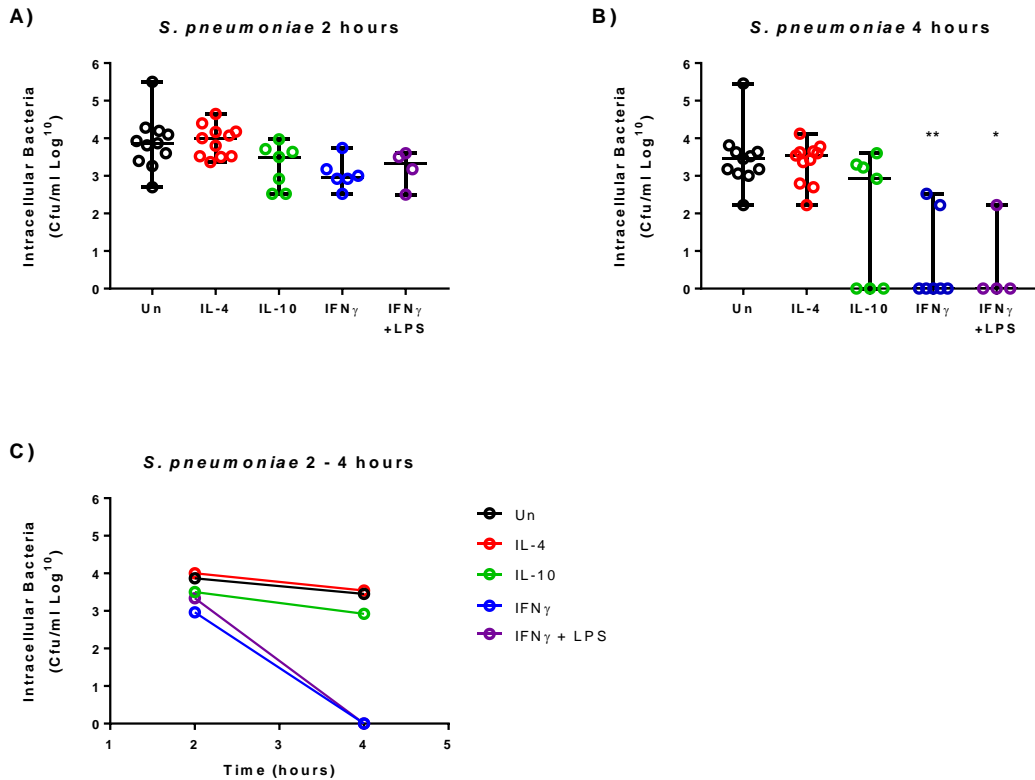 A)
S. pneumoniae 2 hours
Intracellular Bacteria
(Cfu/ml Log10)
6
5
4
3
2
1
0
Un
IL-4
IL-10
IFNγ
IFNγ
+LPS
B)
S. pneumoniae 4 hours
Intracellular Bacteria
(Cfu/ml Log10)
6
5
4
3
2
1
0
**
*
Un
IL-4
IL-10
IFNγ
IFNγ
+LPS
C)
S. pneumoniae 2 - 4 hours
Intracellular Bacteria
(Cfu/ml Log10)
6
5
4
3
2
1
0
1
2
3
4
5
Time (hours)
Un
IL-4
IL-10
IFNγ
IFNγ + LPS